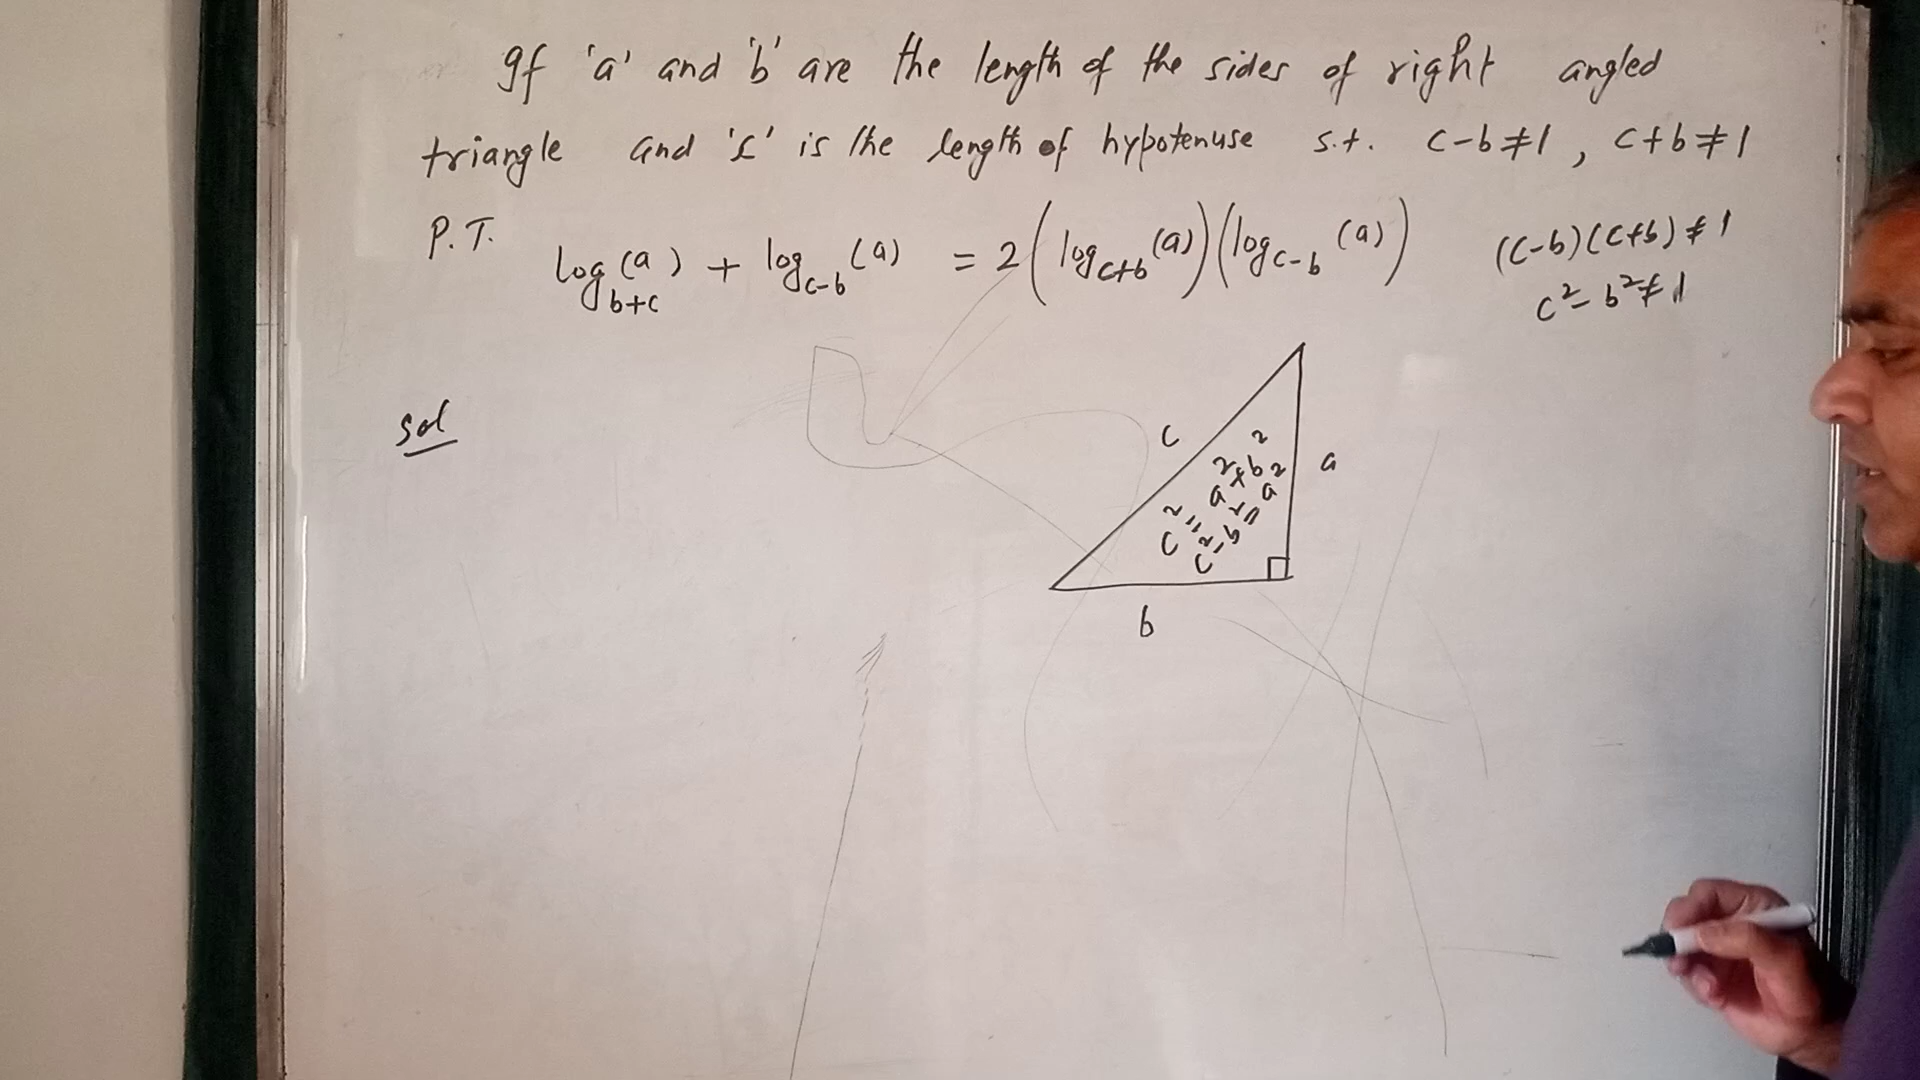 If 'a' and 'b' are the length of the sides of right angled
triangle and 'c' is the length of hypotenuse s.t. c-b≠1, c+b≠1
P.T. log_{b+c}(a) + log_{c-b}(a) = 2(log_{c+b}(a))(log_{c-b}(a))
(c-b)(c+b)≠1
c²-b²≠1
sol
c
a
c²=a²+b²
c²-b²=a²
b